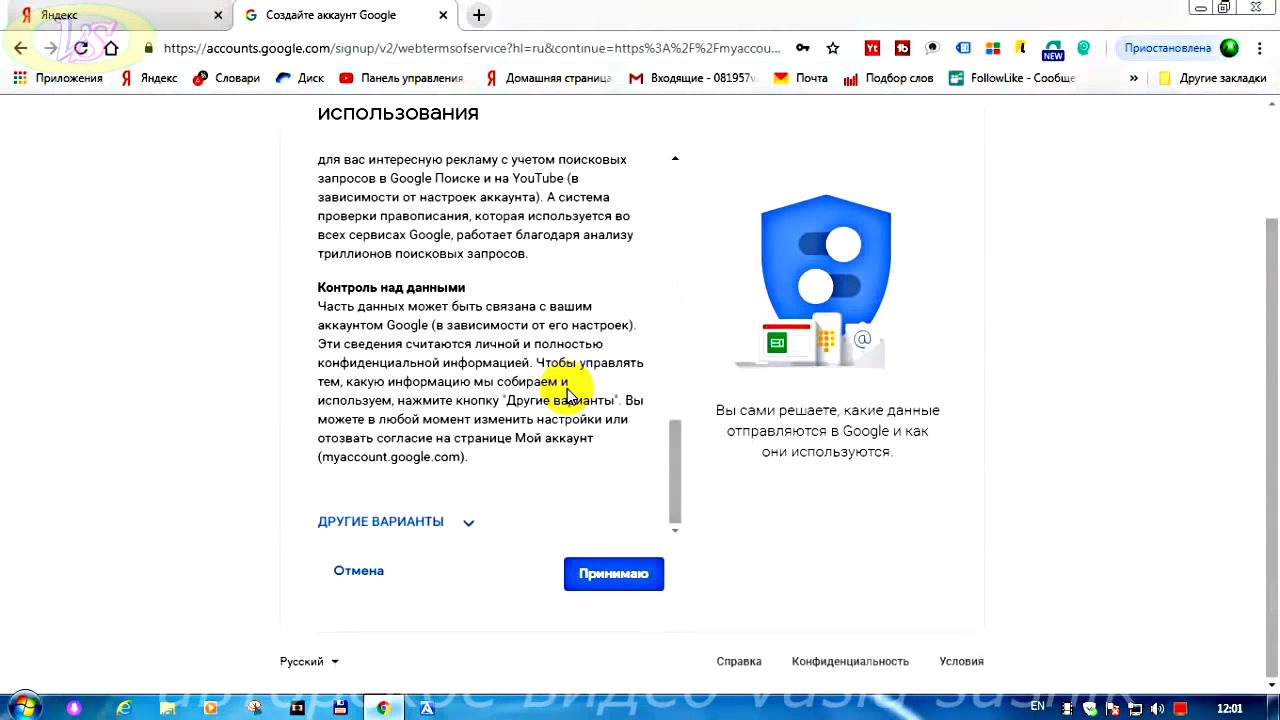 Яндекс
Создайте аккаунт Google
https://accounts.google.com/signup/v2/webtermsofservice?hl=ru&continue=https%3A%2F%2Fmyaccou...
NEW
Приостановлена
Приложения
Яндекс
Словари
Диск
Панель управления
Домашняя страница
Входящие - 081957v
Почта
Подбор слов
FollowLike - Сообще
»
Другие закладки
использования
для вас интересную рекламу с учетом поисковых
запросов в Google Поиске и на YouTube (в
зависимости от настроек аккаунта). А система
проверки правописания, которая используется во
всех сервисах Google, работает благодаря анализу
триллионов поисковых запросов.
Контроль над данными
Часть данных может быть связана с вашим
аккаунтом Google (в зависимости от его настроек).
Эти сведения считаются личной и полностью
конфиденциальной информацией. Чтобы управлять
тем, какую информацию мы собираем и
используем, нажмите кнопку "Другие варианты". Вы
можете в любой момент изменить настройки или
отозвать согласие на странице Мой аккаунт
(myaccount.google.com).
ДРУГИЕ ВАРИАНТЫ
Отмена
Принимаю
Вы сами решаете, какие данные
отправляются в Google и как
они используются.
Русский
Справка
Конфиденциальность
Условия
авторское видео vasia
EN
12:01